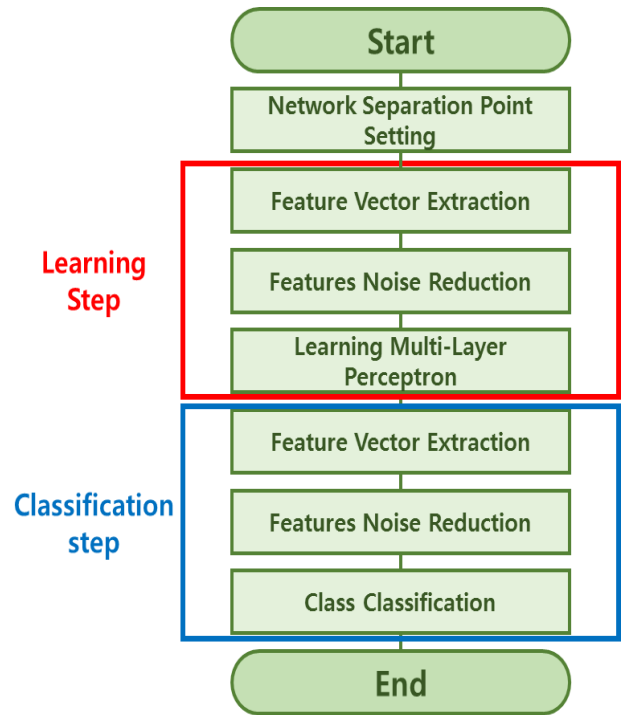 Start
Network Separation Point
Setting
Feature Vector Extraction
Learning
Step
Features Noise Reduction
Learning Multi-Layer
Perceptron
Feature Vector Extraction
Classification
step
Features Noise Reduction
Class Classification
End